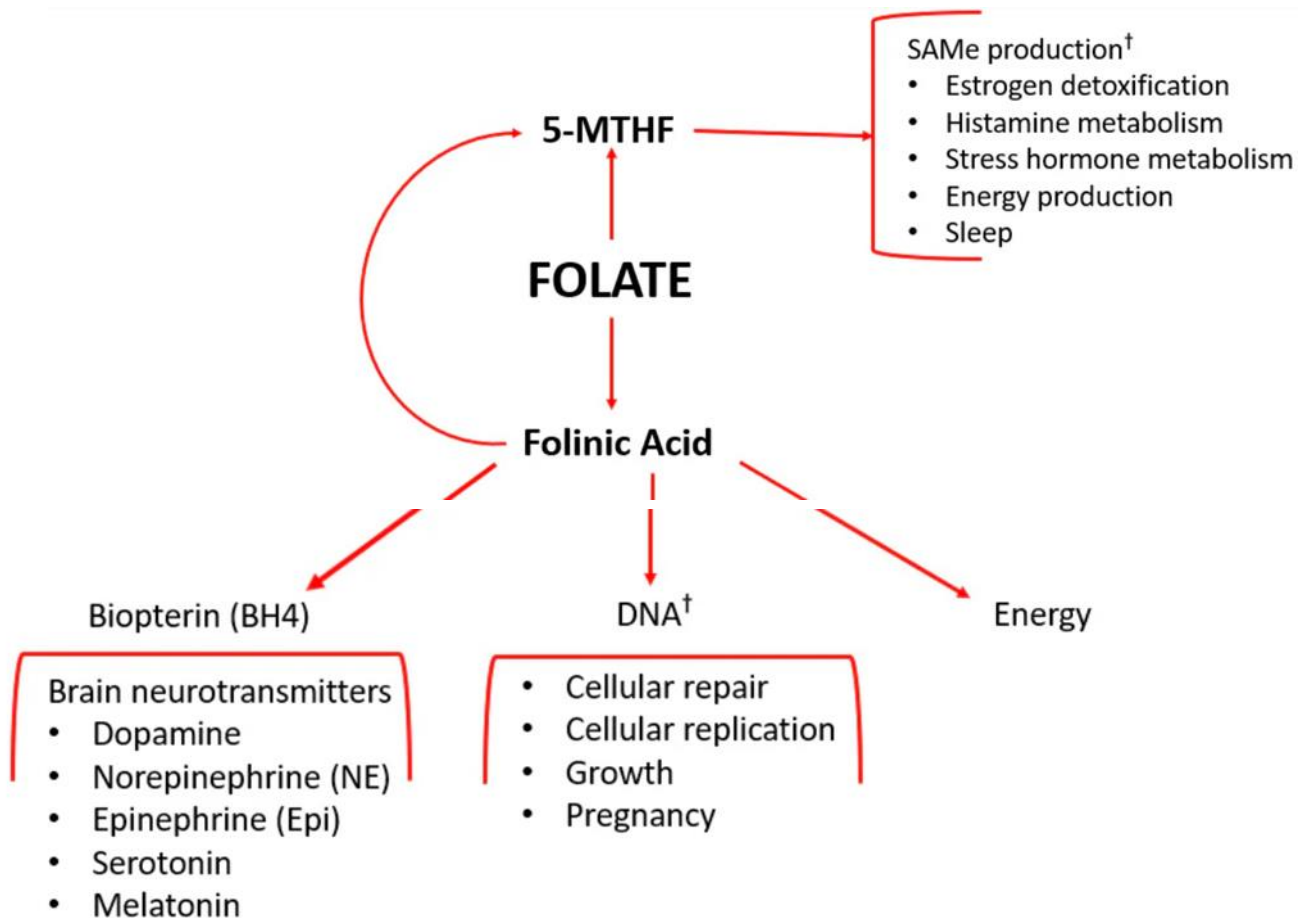 SAMe production†
• Estrogen detoxification
• Histamine metabolism
• Stress hormone metabolism
• Energy production
• Sleep
5-MTHF
FOLATE
Folinic Acid
Biopterin (BH4)
Brain neurotransmitters
• Dopamine
• Norepinephrine (NE)
• Epinephrine (Epi)
• Serotonin
• Melatonin
DNA†
• Cellular repair
• Cellular replication
• Growth
• Pregnancy
Energy